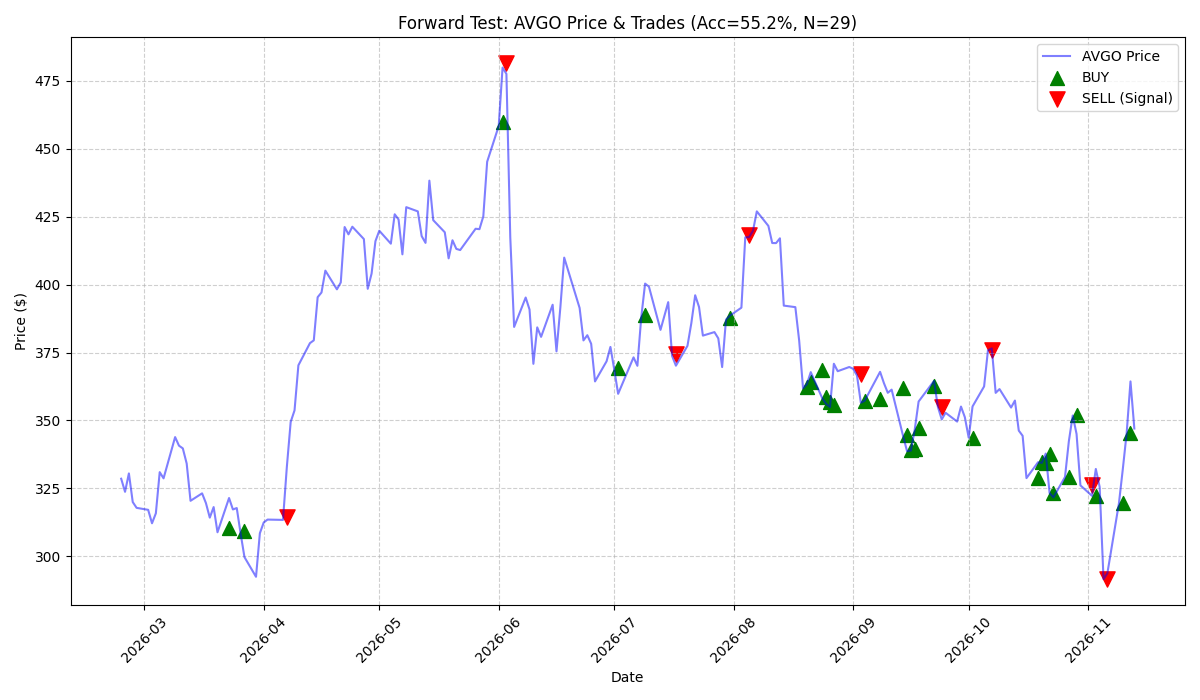 Forward Test: AVGO Price & Trades (Acc=55.2%, N=29)
AVGO Price
BUY
SELL (Signal)
Price ($)
475
450
425
400
375
350
325
300
2026-03
2026-04
2026-05
2026-06
2026-07
2026-08
2026-09
2026-10
2026-11
Date